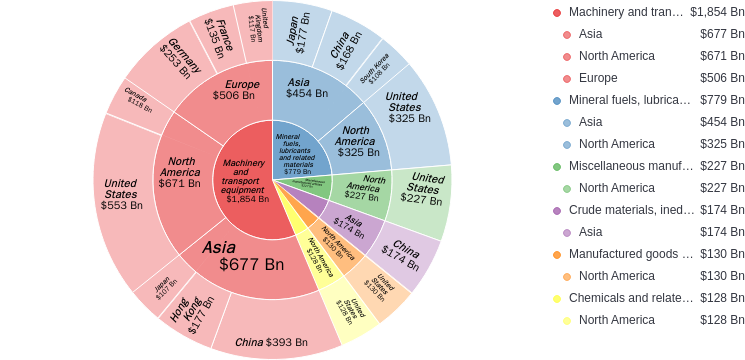 United
Kingdom
$117 Bn
France
$135 Bn
Germany
$253 Bn
Canada
$118 Bn
United
States
$553 Bn
Japan
$107 Bn
Hong
Kong
$177 Bn
China $393 Bn
Europe
$506 Bn
North
America
$671 Bn
Asia
$677 Bn
Machinery
and
transport
equipment
$1,854 Bn
Mineral
fuels,
lubricants
and related
materials
$779 Bn
Asia
$454 Bn
North
America
$325 Bn
Japan
$177 Bn
China
$168 Bn
South Korea
$108 Bn
United
States
$325 Bn
North
America
$227 Bn
United
States
$227 Bn
Asia
$174 Bn
China
$174 Bn
North America
$130 Bn
United
States
$130 Bn
North America
$128 Bn
United
States
$128 Bn
Machinery and tran... $1,854 Bn
Asia $677 Bn
North America $671 Bn
Europe $506 Bn
Mineral fuels, lubrica... $779 Bn
Asia $454 Bn
North America $325 Bn
Miscellaneous manuf... $227 Bn
North America $227 Bn
Crude materials, ined... $174 Bn
Asia $174 Bn
Manufactured goods ... $130 Bn
North America $130 Bn
Chemicals and relate... $128 Bn
North America $128 Bn